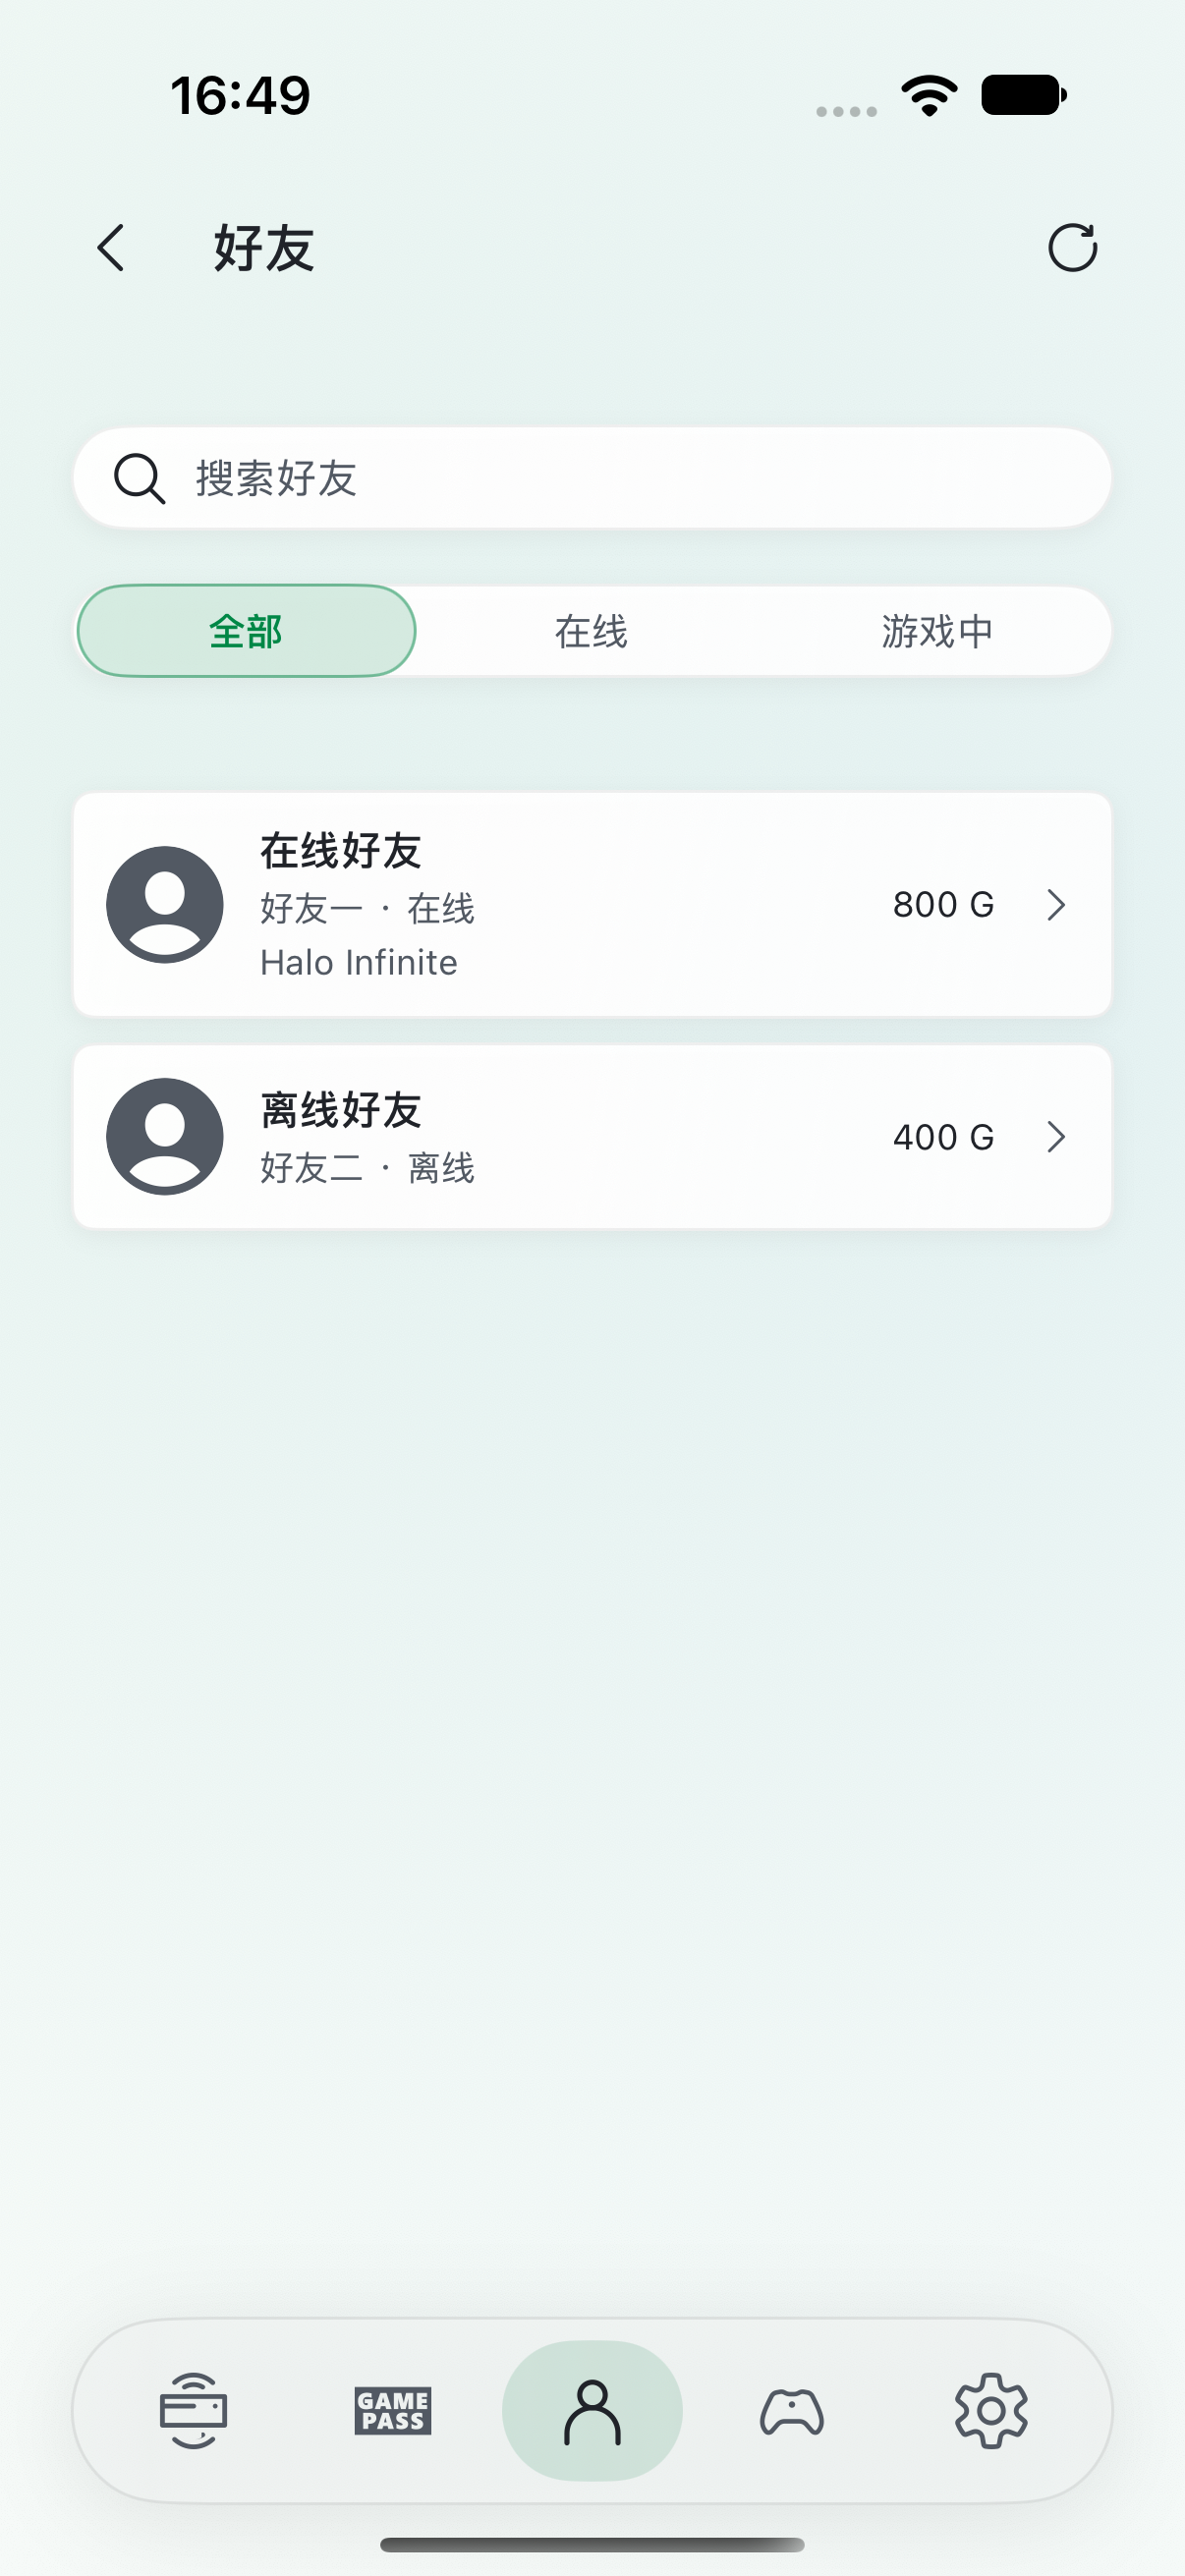 16:49
好友
搜索好友
全部
在线
游戏中
在线好友
好友一 · 在线
Halo Infinite
800 G
离线好友
好友二 · 离线
400 G
GAME
PASS